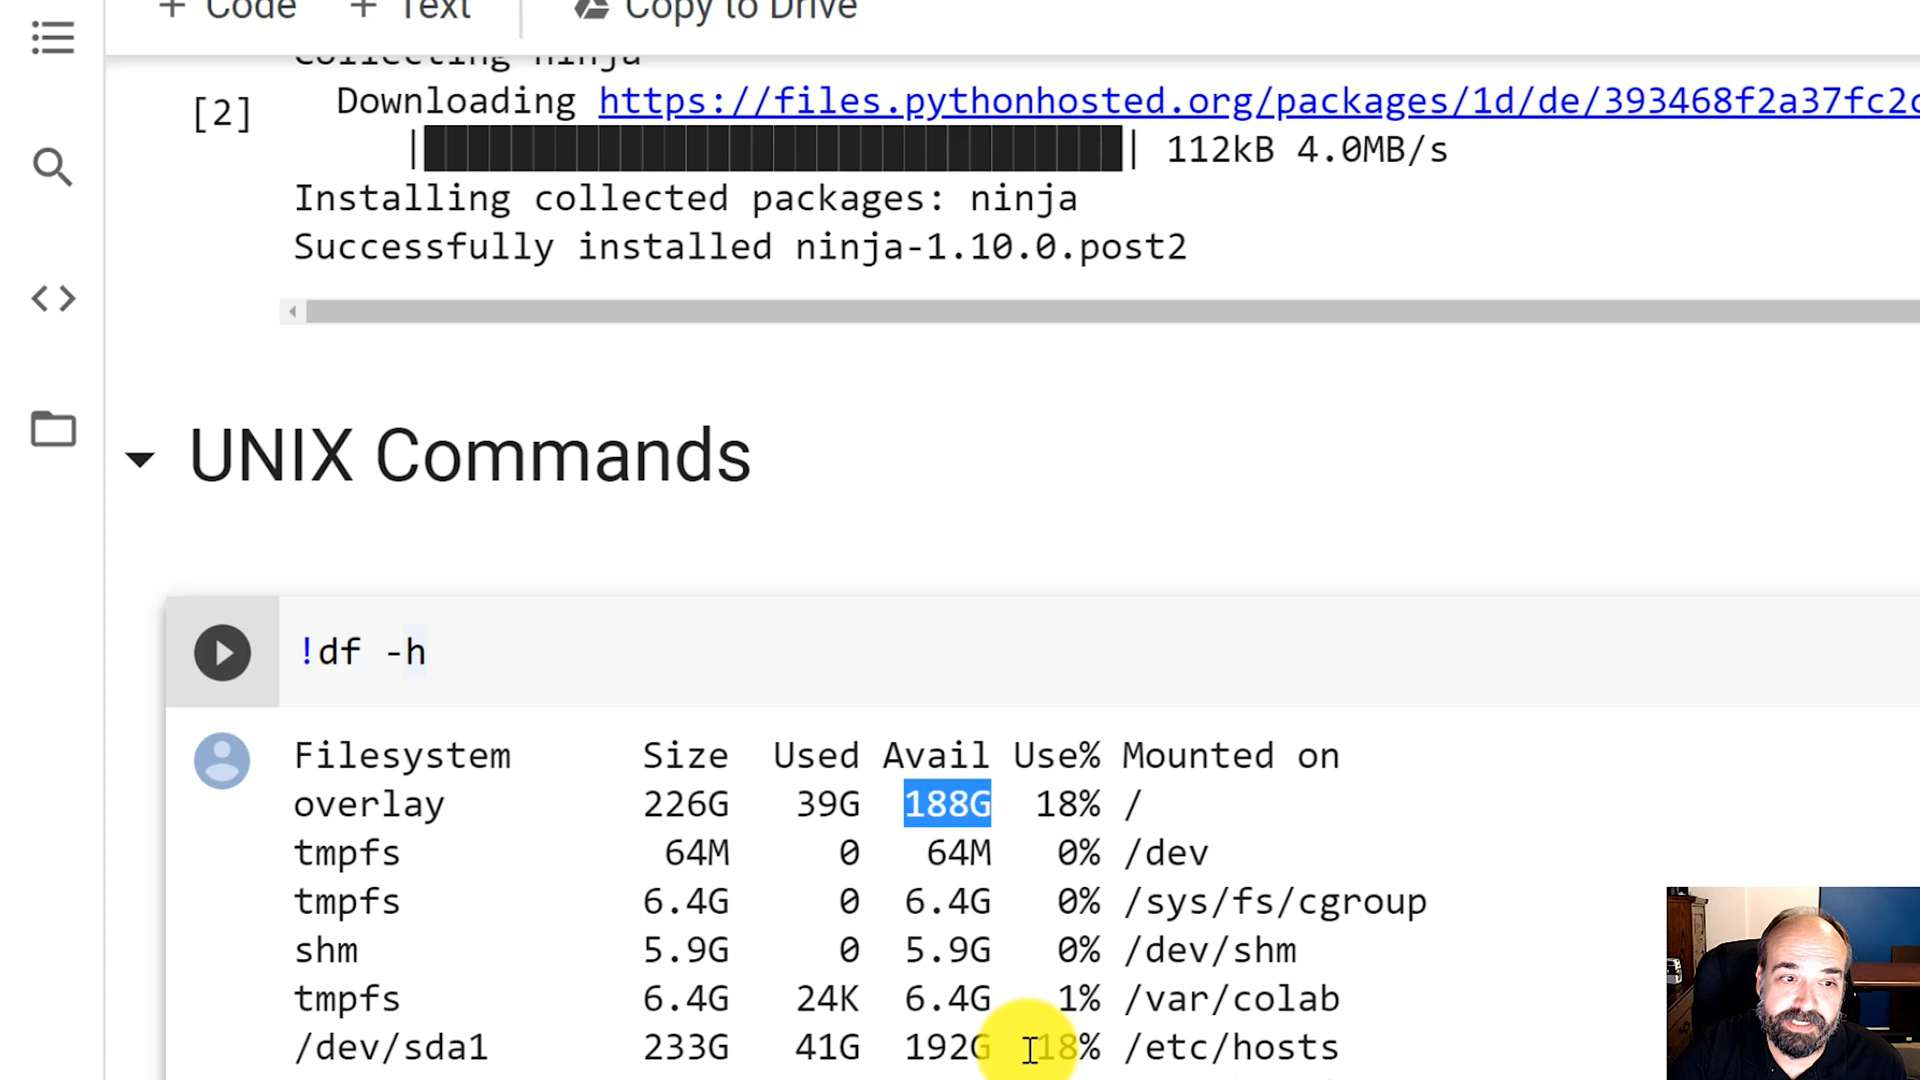 + Code + Text Copy to Drive
Collecting ninja
[2] Downloading https://files.pythonhosted.org/packages/1d/de/393468f2a37fc2c
112kB 4.0MB/s
Installing collected packages: ninja
Successfully installed ninja-1.10.0.post2
UNIX Commands
!df -h
Filesystem Size Used Avail Use% Mounted on
overlay 226G 39G 188G 18% /
tmpfs 64M 0 64M 0% /dev
tmpfs 6.4G 0 6.4G 0% /sys/fs/cgroup
shm 5.9G 0 5.9G 0% /dev/shm
tmpfs 6.4G 24K 6.4G 1% /var/colab
/dev/sda1 233G 41G 192G 18% /etc/hosts